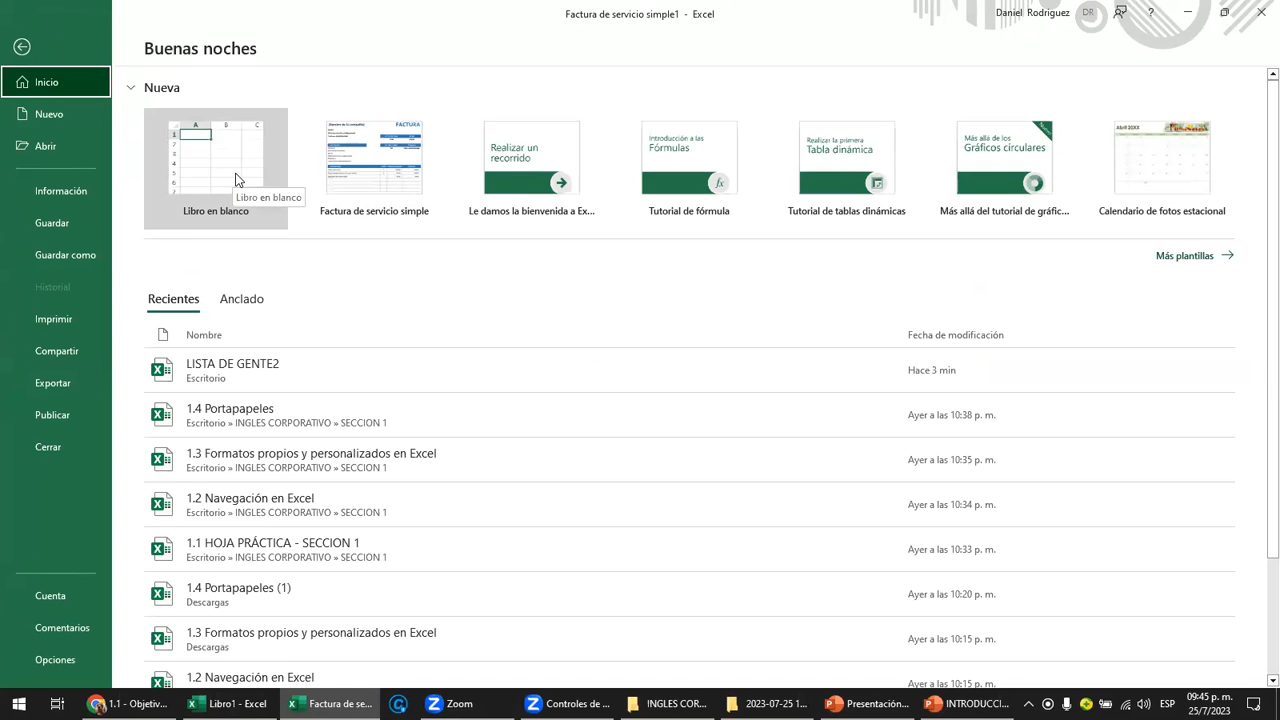 Factura de servicio simple1 - Excel
Daniel Rodriguez
DR
?
Buenas noches
Inicio
Nuevo
Abrir
Información
Guardar
Guardar como
Historial
Imprimir
Compartir
Exportar
Publicar
Cerrar
Cuenta
Comentarios
Opciones
Nueva
A B C
1
2
3
4
5
6
7
Libro en blanco
Libro en blanco
FACTURA
Factura de servicio simple
Realizar un
recorrido
Le damos la bienvenida a Ex...
Introducción a las
Fórmulas
fx
Tutorial de fórmula
Realizar la primera
Tabla dinámica
Tutorial de tablas dinámicas
Más allá de los
Gráficos circulares
Más allá del tutorial de gráfic...
Abril 20XX
Calendario de fotos estacional
Más plantillas
Recientes Anclado
Nombre Fecha de modificación
LISTA DE GENTE2
Escritorio
Hace 3 min
1.4 Portapapeles
Escritorio » INGLES CORPORATIVO » SECCION 1
Ayer a las 10:38 p. m.
1.3 Formatos propios y personalizados en Excel
Escritorio » INGLES CORPORATIVO » SECCION 1
Ayer a las 10:35 p. m.
1.2 Navegación en Excel
Escritorio » INGLES CORPORATIVO » SECCION 1
Ayer a las 10:34 p. m.
1.1 HOJA PRÁCTICA - SECCION 1
Escritorio » INGLES CORPORATIVO » SECCION 1
Ayer a las 10:33 p. m.
1.4 Portapapeles (1)
Descargas
Ayer a las 10:20 p. m.
1.3 Formatos propios y personalizados en Excel
Descargas
Ayer a las 10:15 p. m.
1.2 Navegación en Excel
Ayer a las 10:15 p. m.
1.1 - Objetiv...
Libro1 - Excel
Factura de se...
Zoom
Controles de ...
INGLES COR...
2023-07-25 1...
Presentación...
INTRODUCCI...
ESP
09:45 p. m.
25/7/2023